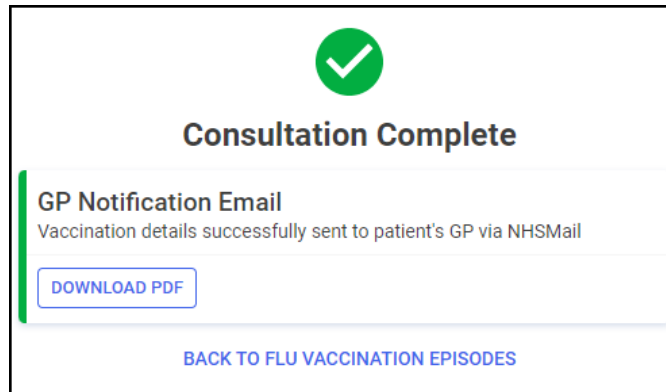 Consultation Complete
GP Notification Email
Vaccination details successfully sent to patient's GP via NHSMail
DOWNLOAD PDF
BACK TO FLU VACCINATION EPISODES